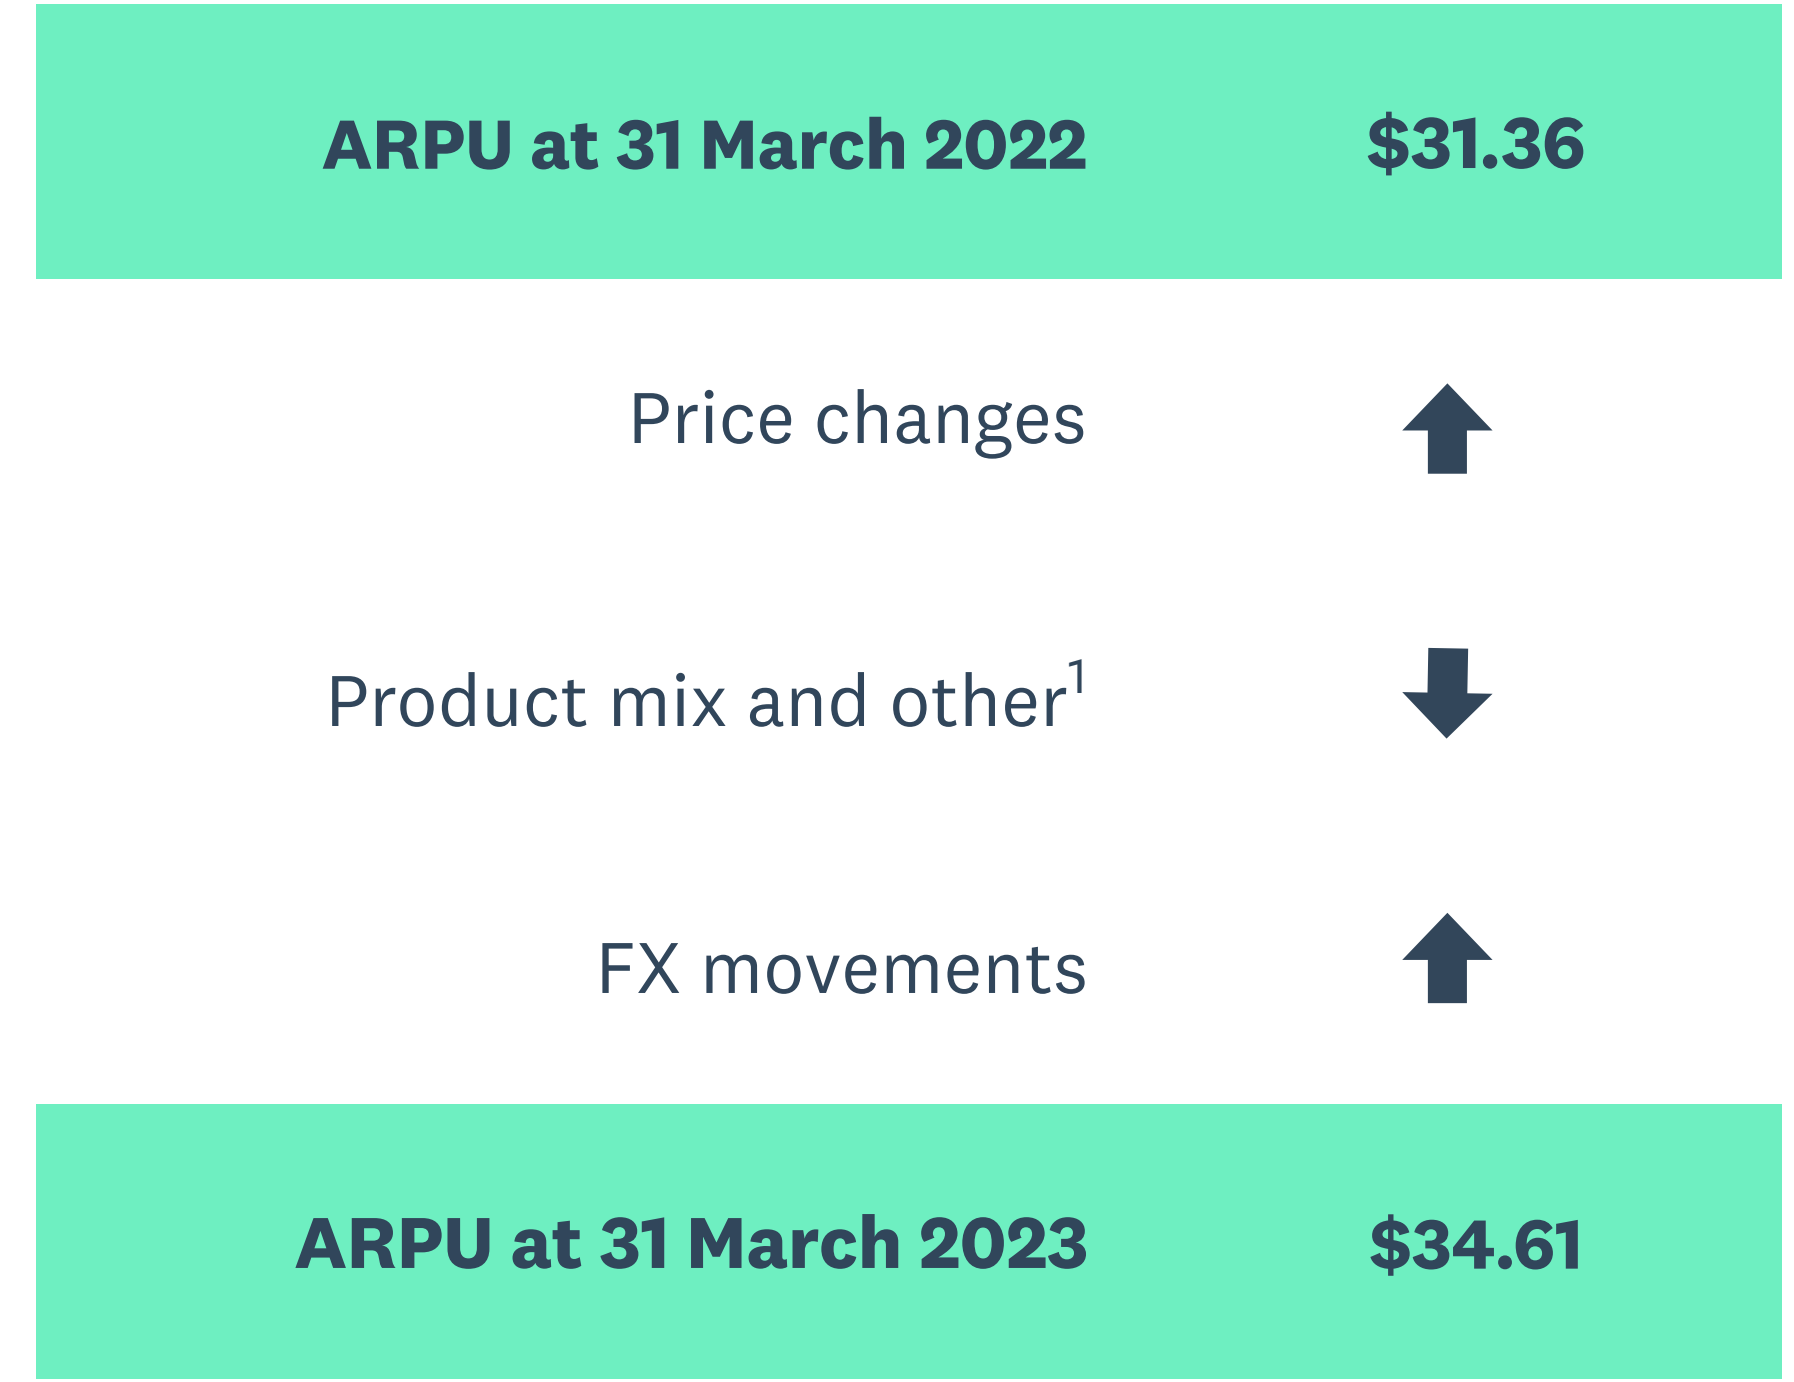 ARPU at 31 March 2022 $31.36
Price changes
Product mix and other¹
FX movements
ARPU at 31 March 2023 $34.61